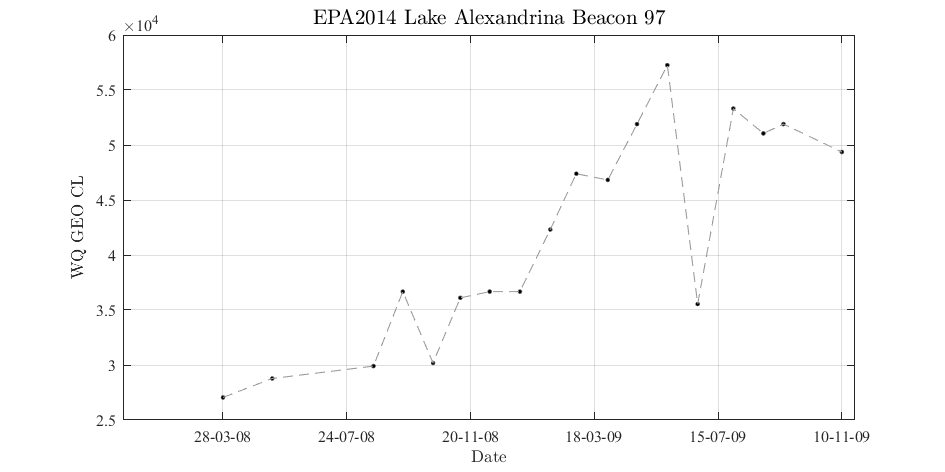 EPA2014 Lake Alexandrina Beacon 97
×10⁴
6
5.5
5
4.5
4
3.5
3
2.5
WQ GEO CL
28-03-08 24-07-08 20-11-08 18-03-09 15-07-09 10-11-09
Date